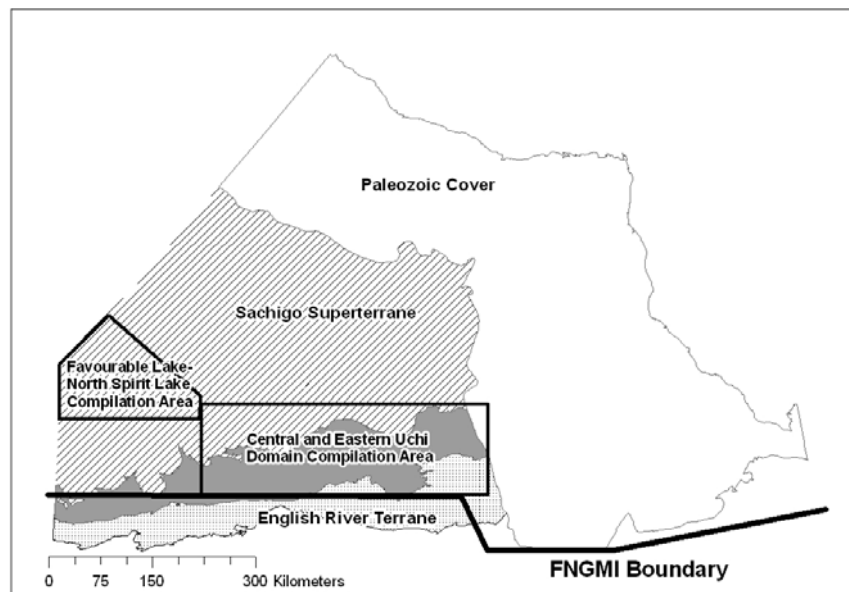 Paleozoic Cover
Sachigo Superterrane
Favourable Lake-
North Spirit Lake
Compilation Area
Central and Eastern Uchi
Domain Compilation Area
English River Terrane
FNGMI Boundary
0 75 150 300 Kilometers